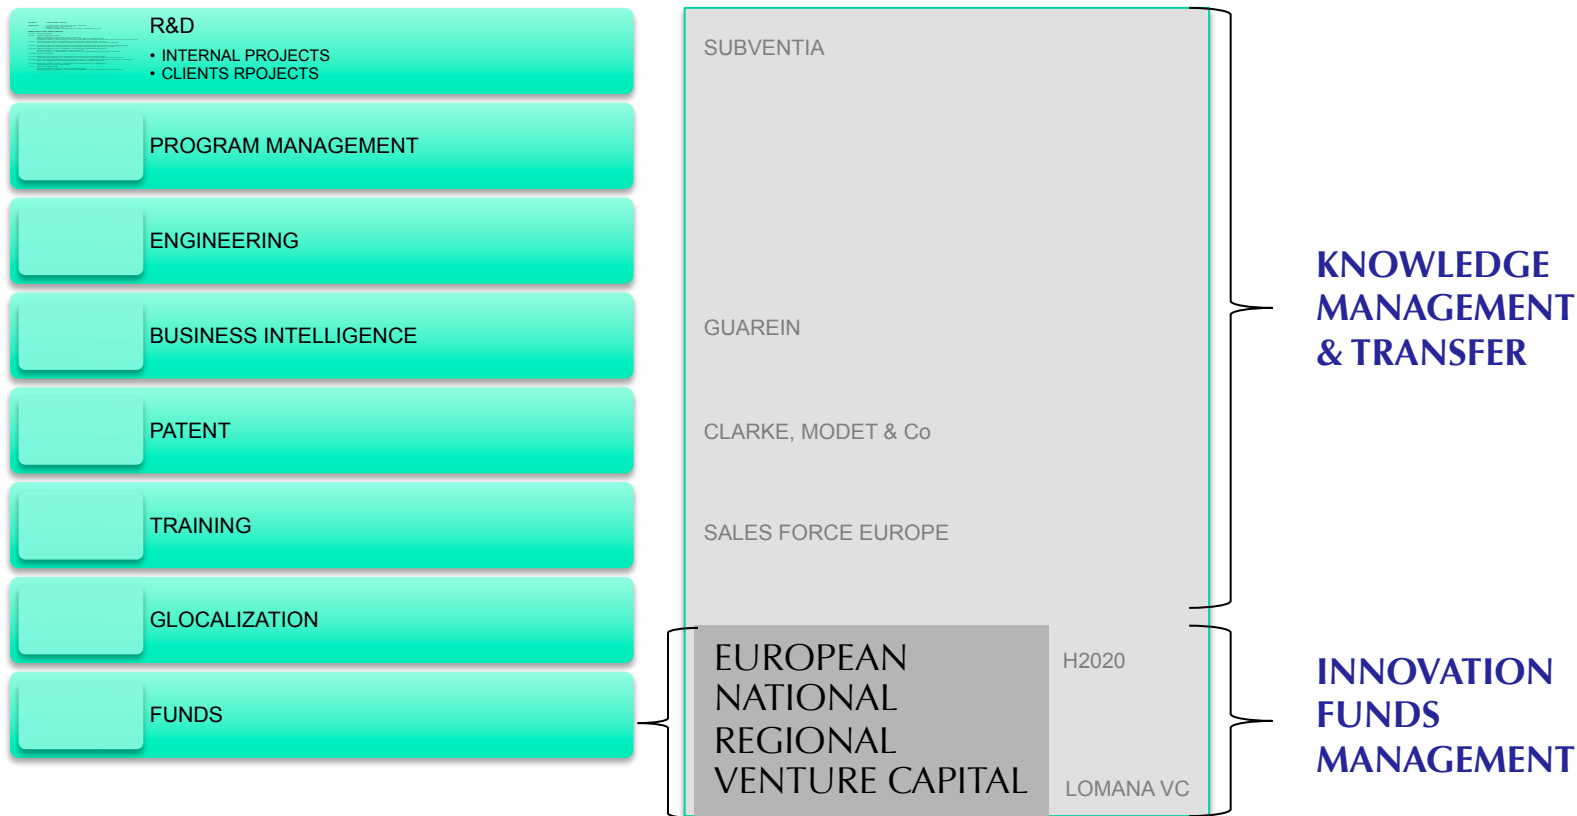 R&D
• INTERNAL PROJECTS
• CLIENTS RPOJECTS
PROGRAM MANAGEMENT
ENGINEERING
BUSINESS INTELLIGENCE
PATENT
TRAINING
GLOCALIZATION
FUNDS
SUBVENTIA
GUAREIN
CLARKE, MODET & Co
SALES FORCE EUROPE
EUROPEAN
NATIONAL
REGIONAL
VENTURE CAPITAL
H2020
LOMANA VC
KNOWLEDGE
MANAGEMENT
& TRANSFER
INNOVATION
FUNDS
MANAGEMENT